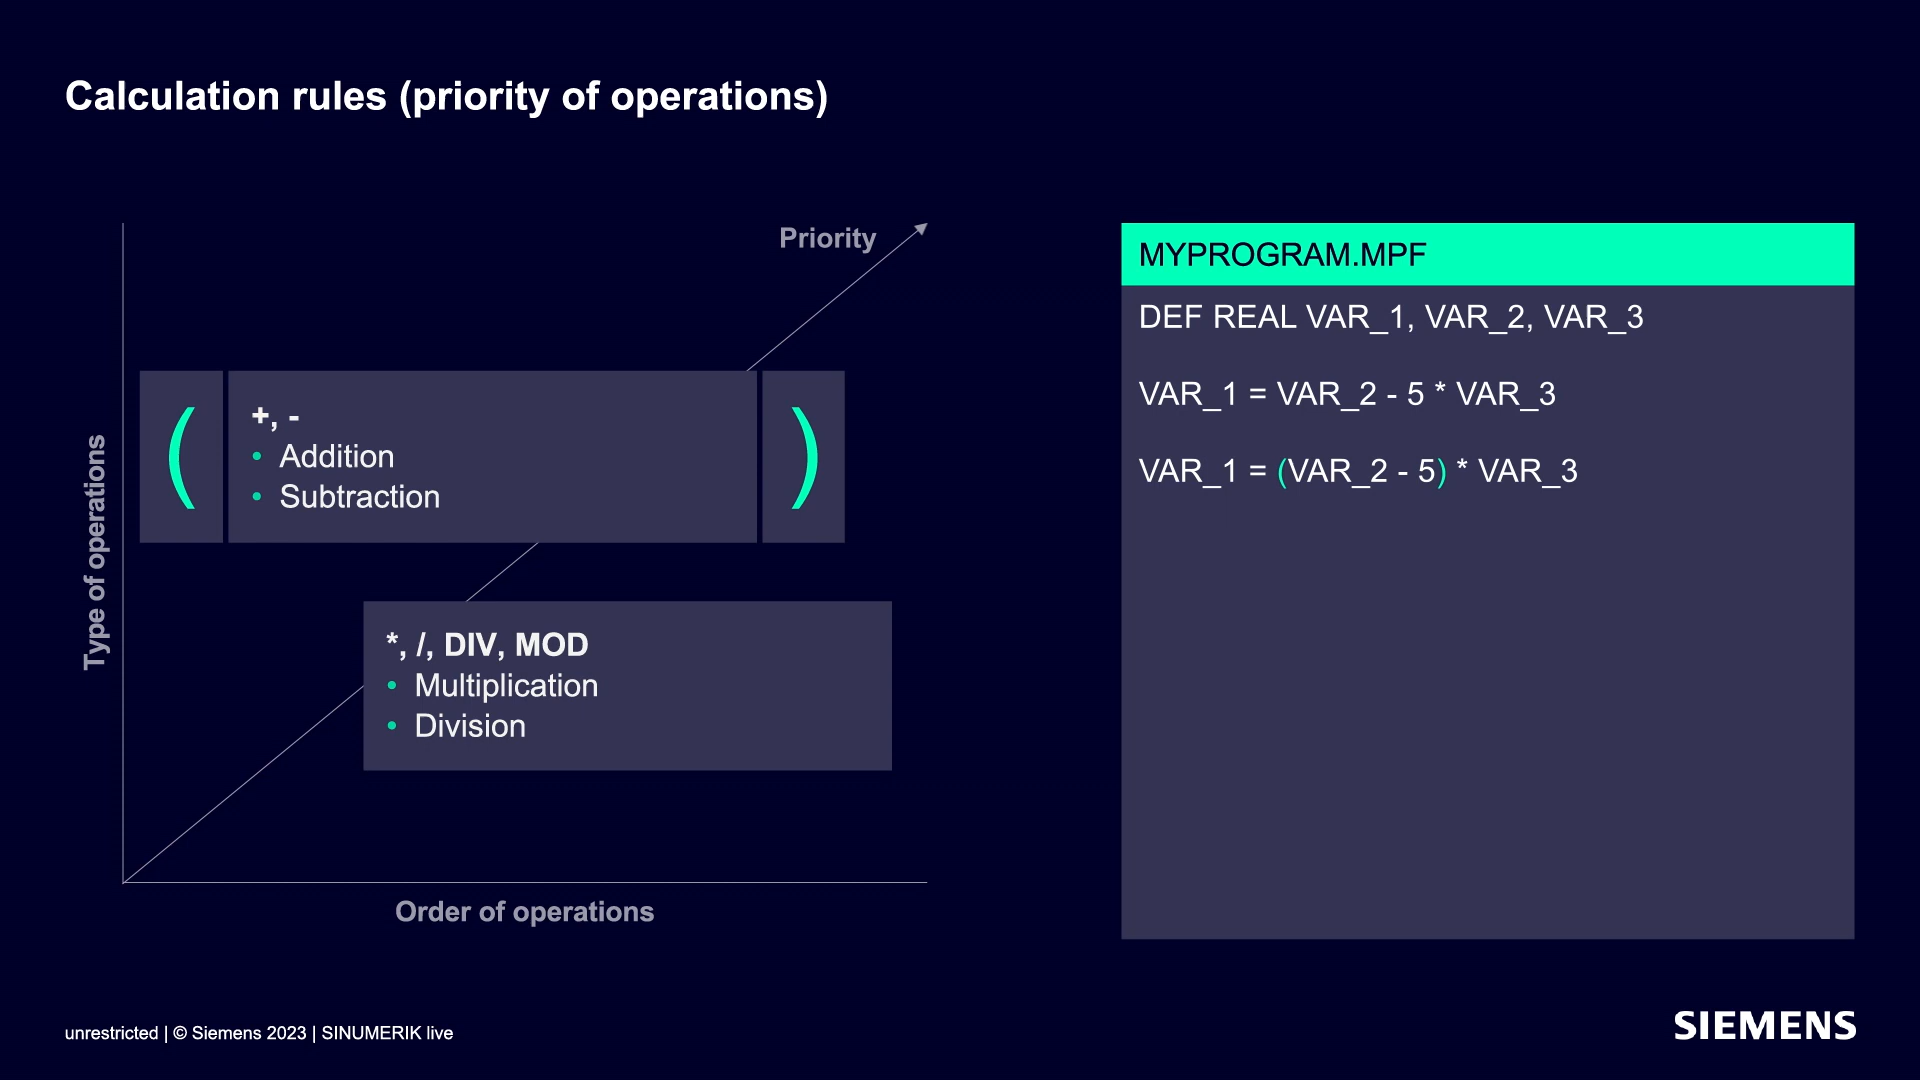 Calculation rules (priority of operations)
Priority
Type of operations
(
+, -
• Addition
• Subtraction
)
*, /, DIV, MOD
• Multiplication
• Division
Order of operations
MYPROGRAM.MPF
DEF REAL VAR_1, VAR_2, VAR_3
VAR_1 = VAR_2 - 5 * VAR_3
VAR_1 = (VAR_2 - 5) * VAR_3
unrestricted | © Siemens 2023 | SINUMERIK live
SIEMENS